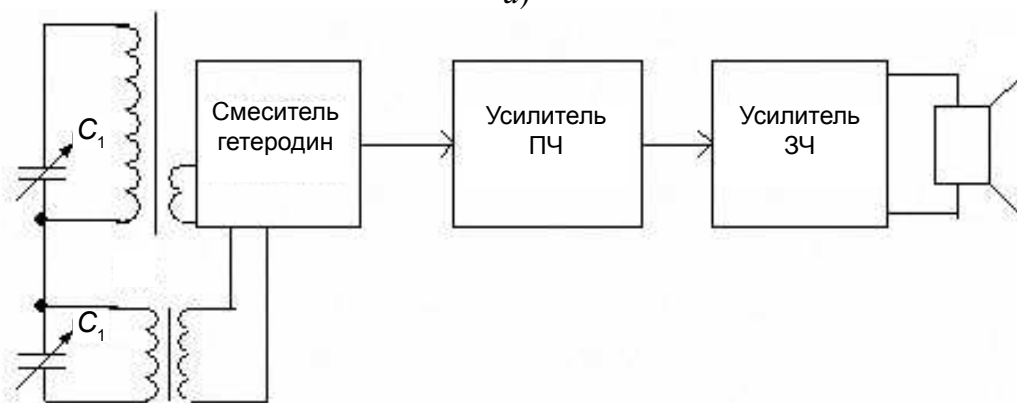 а)
C1
Смеситель
гетеродин
Усилитель
ПЧ
Усилитель
ЗЧ
C1